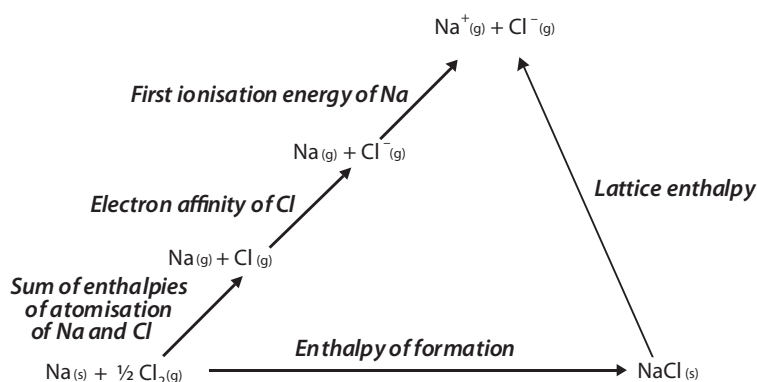 Na⁺(g) + Cl⁻(g)
First ionisation energy of Na
Na(g) + Cl⁻(g)
Electron affinity of Cl
Lattice enthalpy
Na(g) + Cl(g)
Sum of enthalpies
of atomisation
of Na and Cl
Enthalpy of formation
Na(s) + ½ Cl₂(g)
NaCl(s)